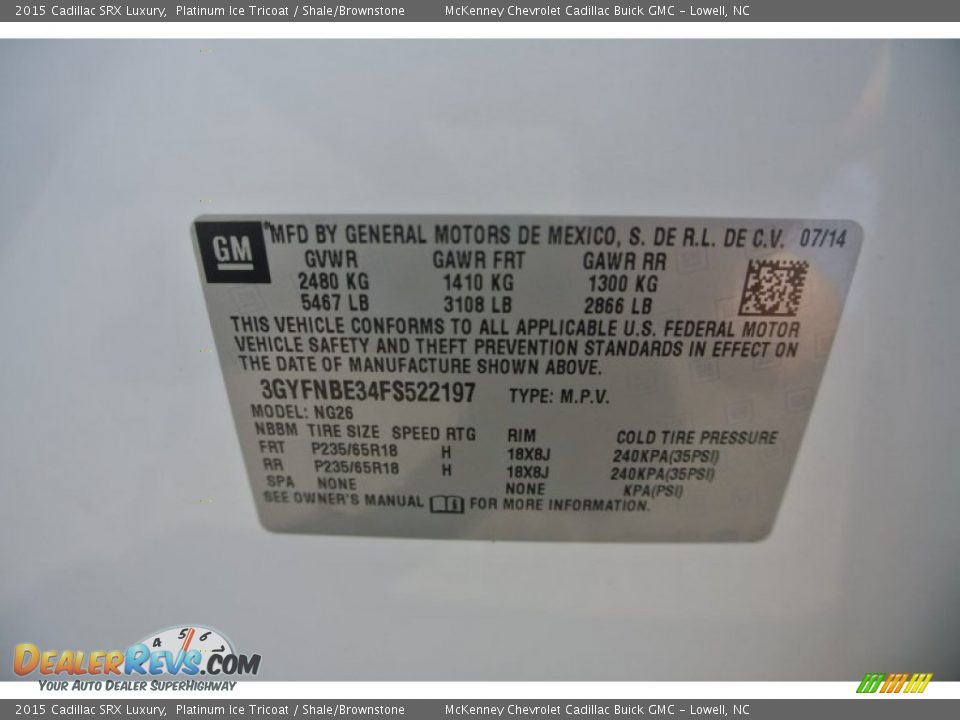 2015 Cadillac SRX Luxury,  Platinum Ice Tricoat / Shale/Brownstone McKenney Chevrolet Cadillac Buick GMC - Lowell, NC
GM MFD BY GENERAL MOTORS DE MEXICO, S. DE R.L. DE C.V. 07/14
GVWR GAWR FRT GAWR RR
2480 KG 1410 KG 1300 KG
5467 LB 3108 LB 2866 LB
THIS VEHICLE CONFORMS TO ALL APPLICABLE U.S. FEDERAL MOTOR
VEHICLE SAFETY AND THEFT PREVENTION STANDARDS IN EFFECT ON
THE DATE OF MANUFACTURE SHOWN ABOVE.
3GYFNBE34FS522197 TYPE: M.P.V.
MODEL: NG26
NBBM TIRE SIZE SPEED RTG RIM COLD TIRE PRESSURE
FRT P235/65R18 H 18X8J 240KPA(35PSI)
RR P235/65R18 H 18X8J 240KPA(35PSI)
SPA NONE NONE KPA(PSI)
SEE OWNER'S MANUAL i FOR MORE INFORMATION.
4 5 6 7
DEALERREVS.COM
YOUR AUTO DEALER SUPERHIGHWAY
2015 Cadillac SRX Luxury,  Platinum Ice Tricoat / Shale/Brownstone McKenney Chevrolet Cadillac Buick GMC - Lowell, NC